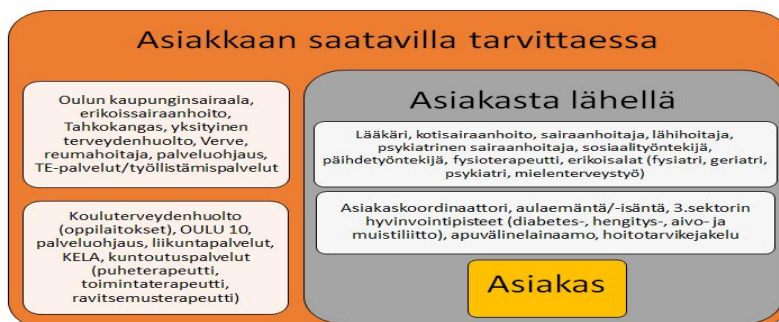 Asiakkaan saatavilla tarvittaessa
Oulun kaupunginsairaala,
erikoissairaanhoito,
Tahkokangas, yksityinen
terveydenhuolto, Verve,
reumahoitaja, palveluohjaus,
TE-palvelut/työllistämispalvelut
Kouluterveydenhuolto
(oppilaitokset), OULU 10,
palveluohjaus, liikuntapalvelut,
KELA, kuntoutuspalvelut
(puheterapeutti,
toimintaterapeutti,
ravitsemusterapeutti)
Asiakasta lähellä
Lääkäri, kotisairaanhoito, sairaanhoitaja, lähihoitaja,
psykiatrinen sairaanhoitaja, sosiaalityöntekijä,
päihdetyöntekijä, fysioterapeutti, erikoisalat (fysiatri, geriatri,
psykiatri, mielenterveystyö)
Asiakaskoordinaattori, aulaemäntä/-isäntä, 3.sektorin
hyvinvointipisteet (diabetes-, hengitys-, aivo- ja
muistiliitto), apuvälinelainaamo, hoitotarvikejakelu
Asiakas